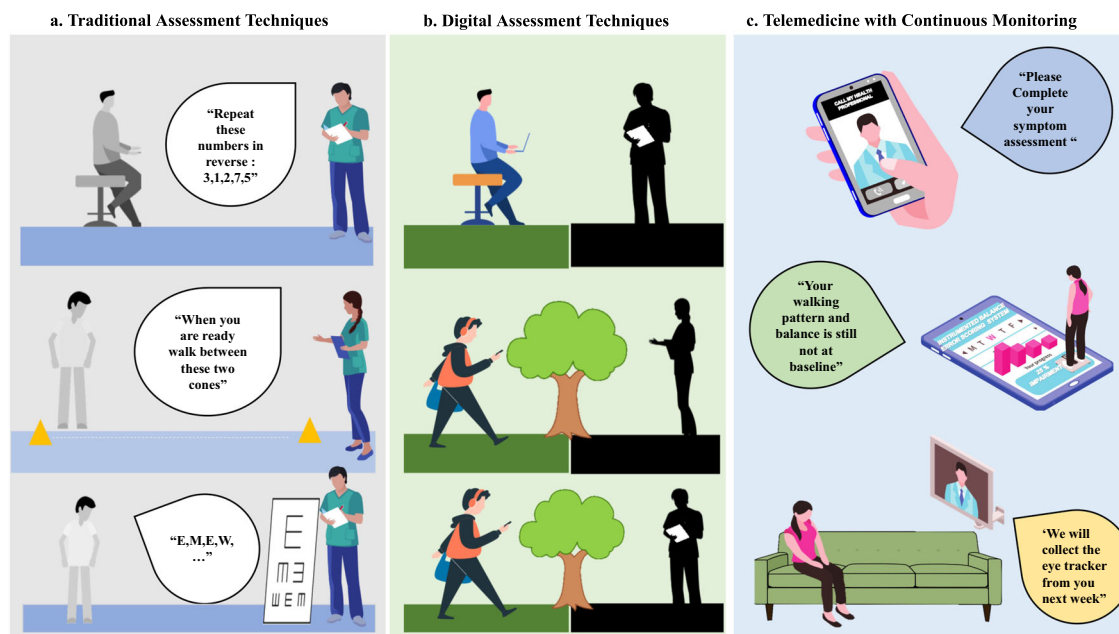 a. Traditional Assessment Techniques
“Repeat
these
numbers in
reverse :
3,1,2,7,5”
“When you
are ready
walk between
these two
cones”
“E,M,E,W,
…”
E
m ᴲ
W E M
b. Digital Assessment Techniques
c. Telemedicine with Continuous Monitoring
CALL MY HEALTH
PROFESSIONAL
“Please
Complete
your
symptom
assessment “
“Your
walking
pattern and
balance is still
not at
baseline”
INSTRUMENTED BALANCE
ERROR SCORING SYSTEM
M T W T F
Your progress
25 %
IMPAIRMENT
‘We will
collect the
eye tracker
from you
next week”